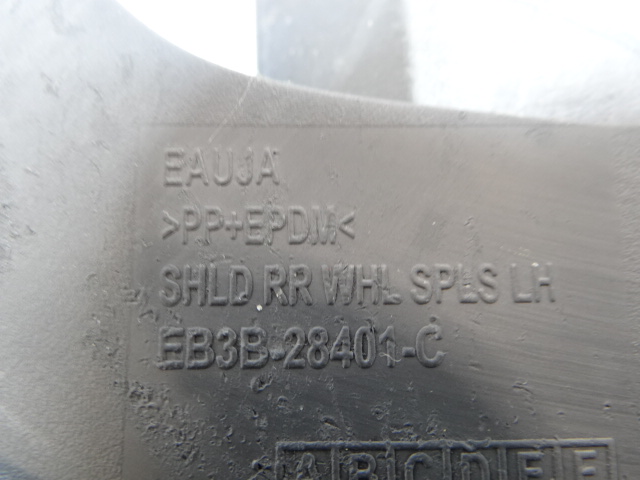 EAUJA
>PP+EPDM<
SHLD RR WHL SPLS LH
EB3B-28401-C
A B C D E F